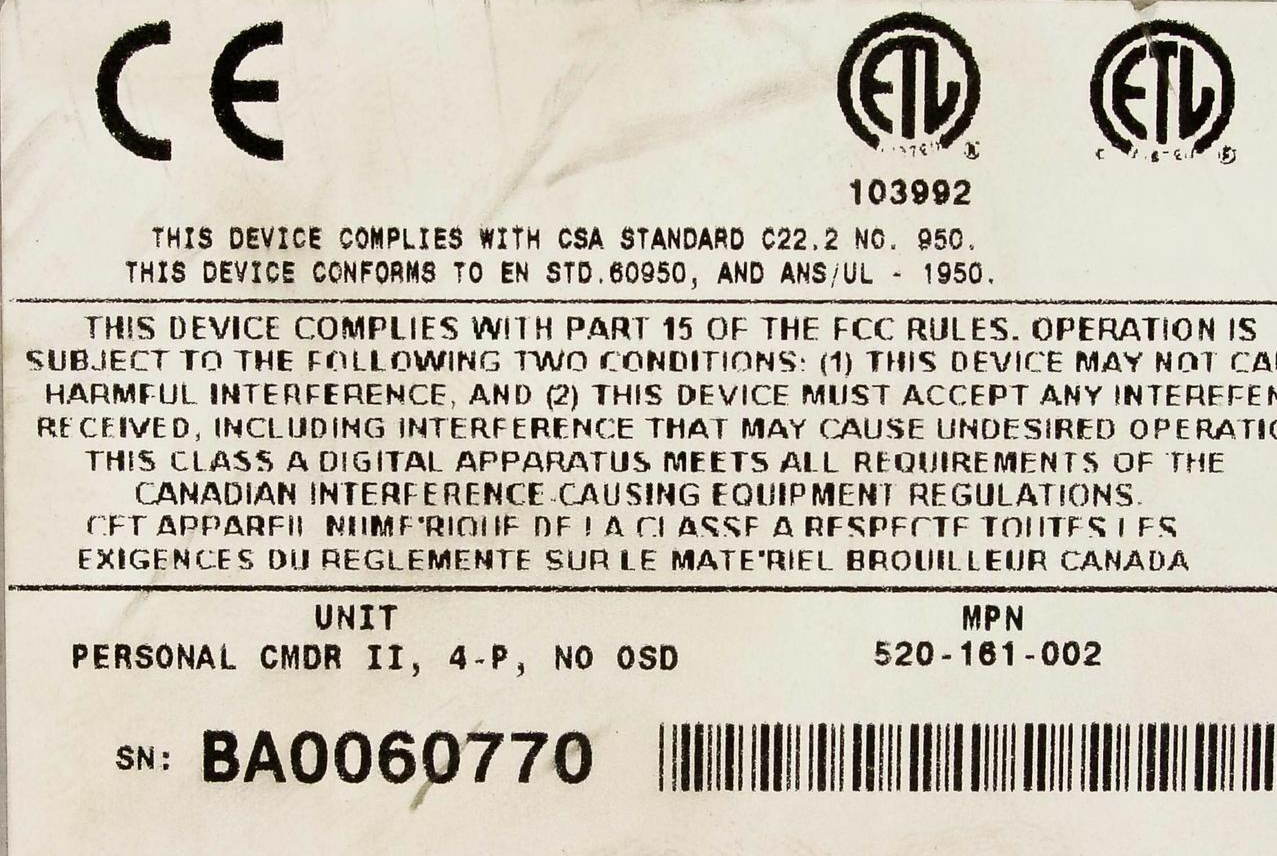 CE ETL ETL
103992
THIS DEVICE COMPLIES WITH CSA STANDARD C22.2 NO. 950.
THIS DEVICE CONFORMS TO EN STD.60950, AND ANS/UL - 1950.
THIS DEVICE COMPLIES WITH PART 15 OF THE FCC RULES. OPERATION IS
SUBJECT TO THE FOLLOWING TWO CONDITIONS: (1) THIS DEVICE MAY NOT CA
HARMFUL INTERFERENCE, AND (2) THIS DEVICE MUST ACCEPT ANY INTEREFEN
RECEIVED, INCLUDING INTERFERENCE THAT MAY CAUSE UNDESIRED OPERATIO
THIS CLASS A DIGITAL APPARATUS MEETS ALL REQUIREMENTS OF THE
CANADIAN INTERFERENCE-CAUSING EQUIPMENT REGULATIONS.
CET APPAREIL NUME'RIQUE DE LA CLASSE A RESPECTE TOUTES LES
EXIGENCES DU REGLEMENTE SUR LE MATE'RIEL BROUILLEUR CANADA
UNIT MPN
PERSONAL CMDR II, 4-P, NO OSD 520-161-002
SN: BA0060770